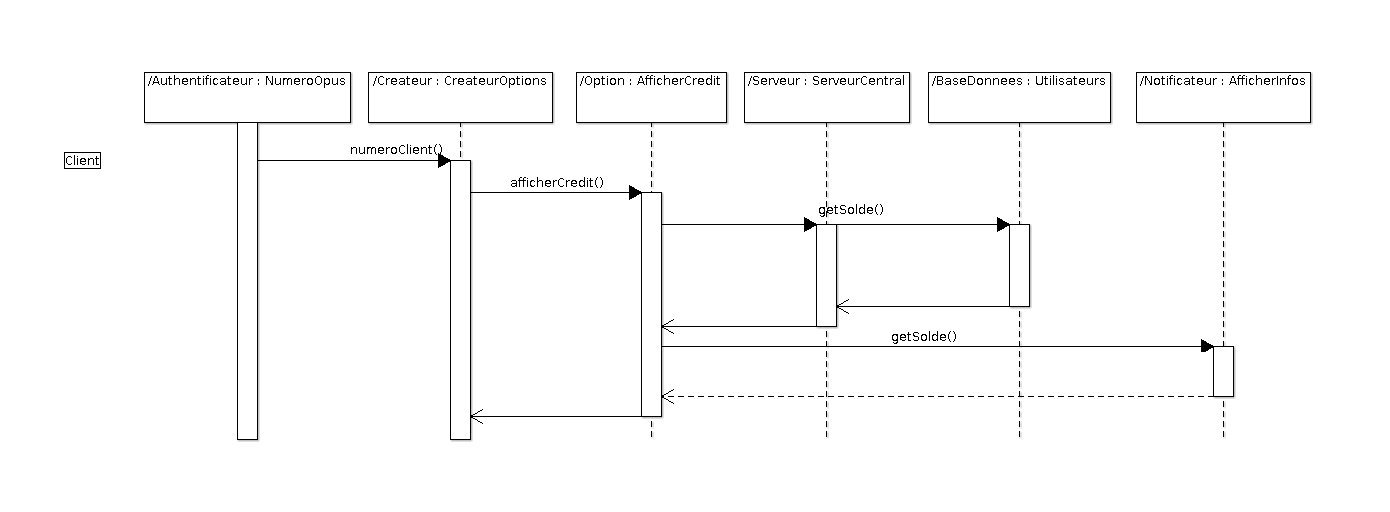 /Authentificateur : NumeroOpus
/Createur : CreateurOptions
/Option : AfficherCredit
/Serveur : ServeurCentral
/BaseDonnees : Utilisateurs
/Notificateur : AfficherInfos
Client
numeroClient()
afficherCredit()
getSolde()
getSolde()